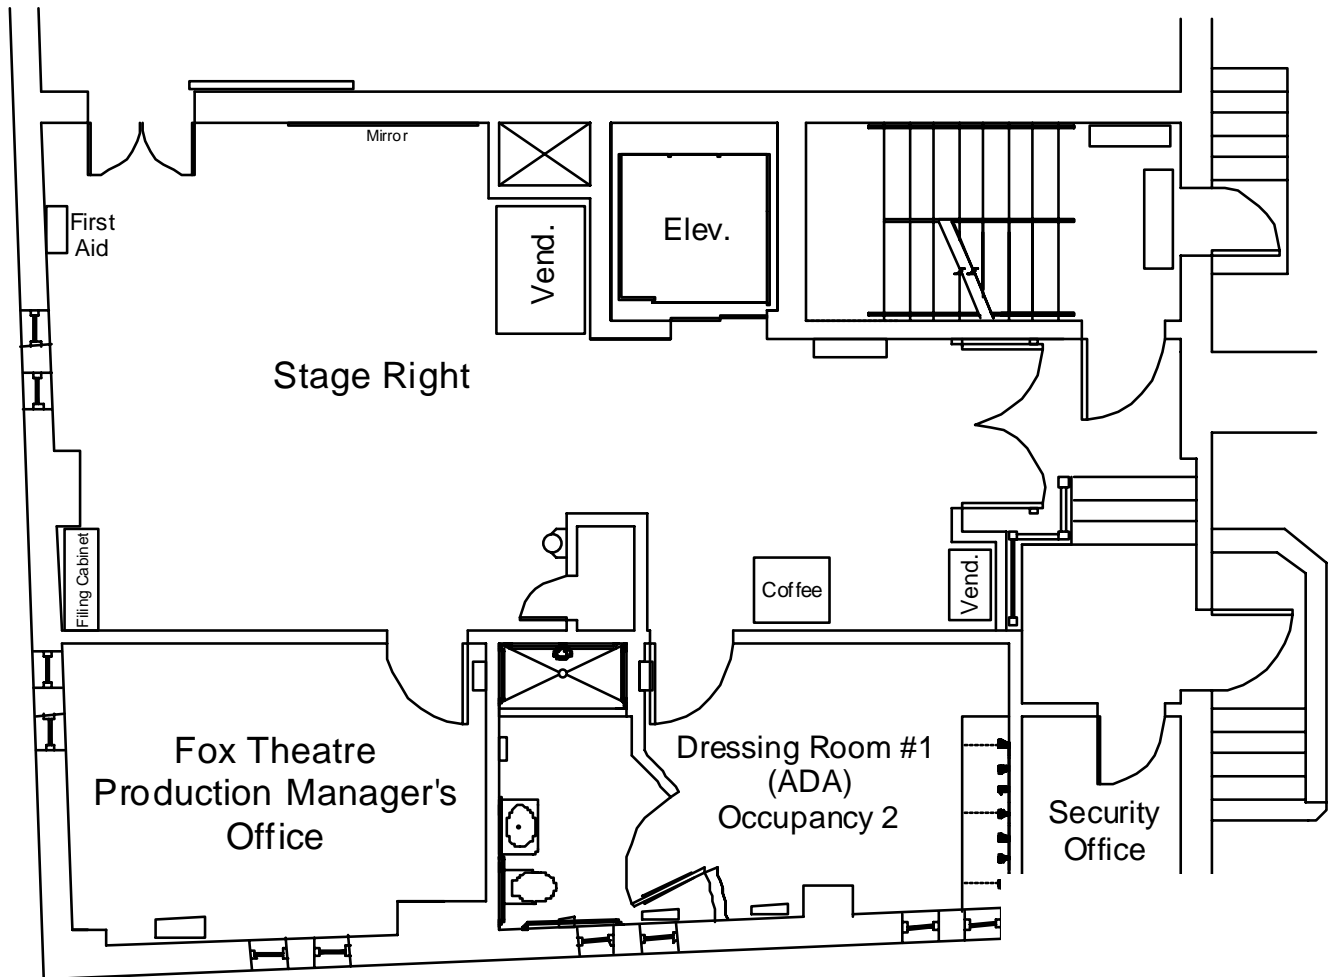 Mirror
First
Aid
Vend.
Elev.
Stage Right
Filing Cabinet
Coffee
Vend.
Fox Theatre
Production Manager's
Office
Dressing Room #1
(ADA)
Occupancy 2
Security
Office